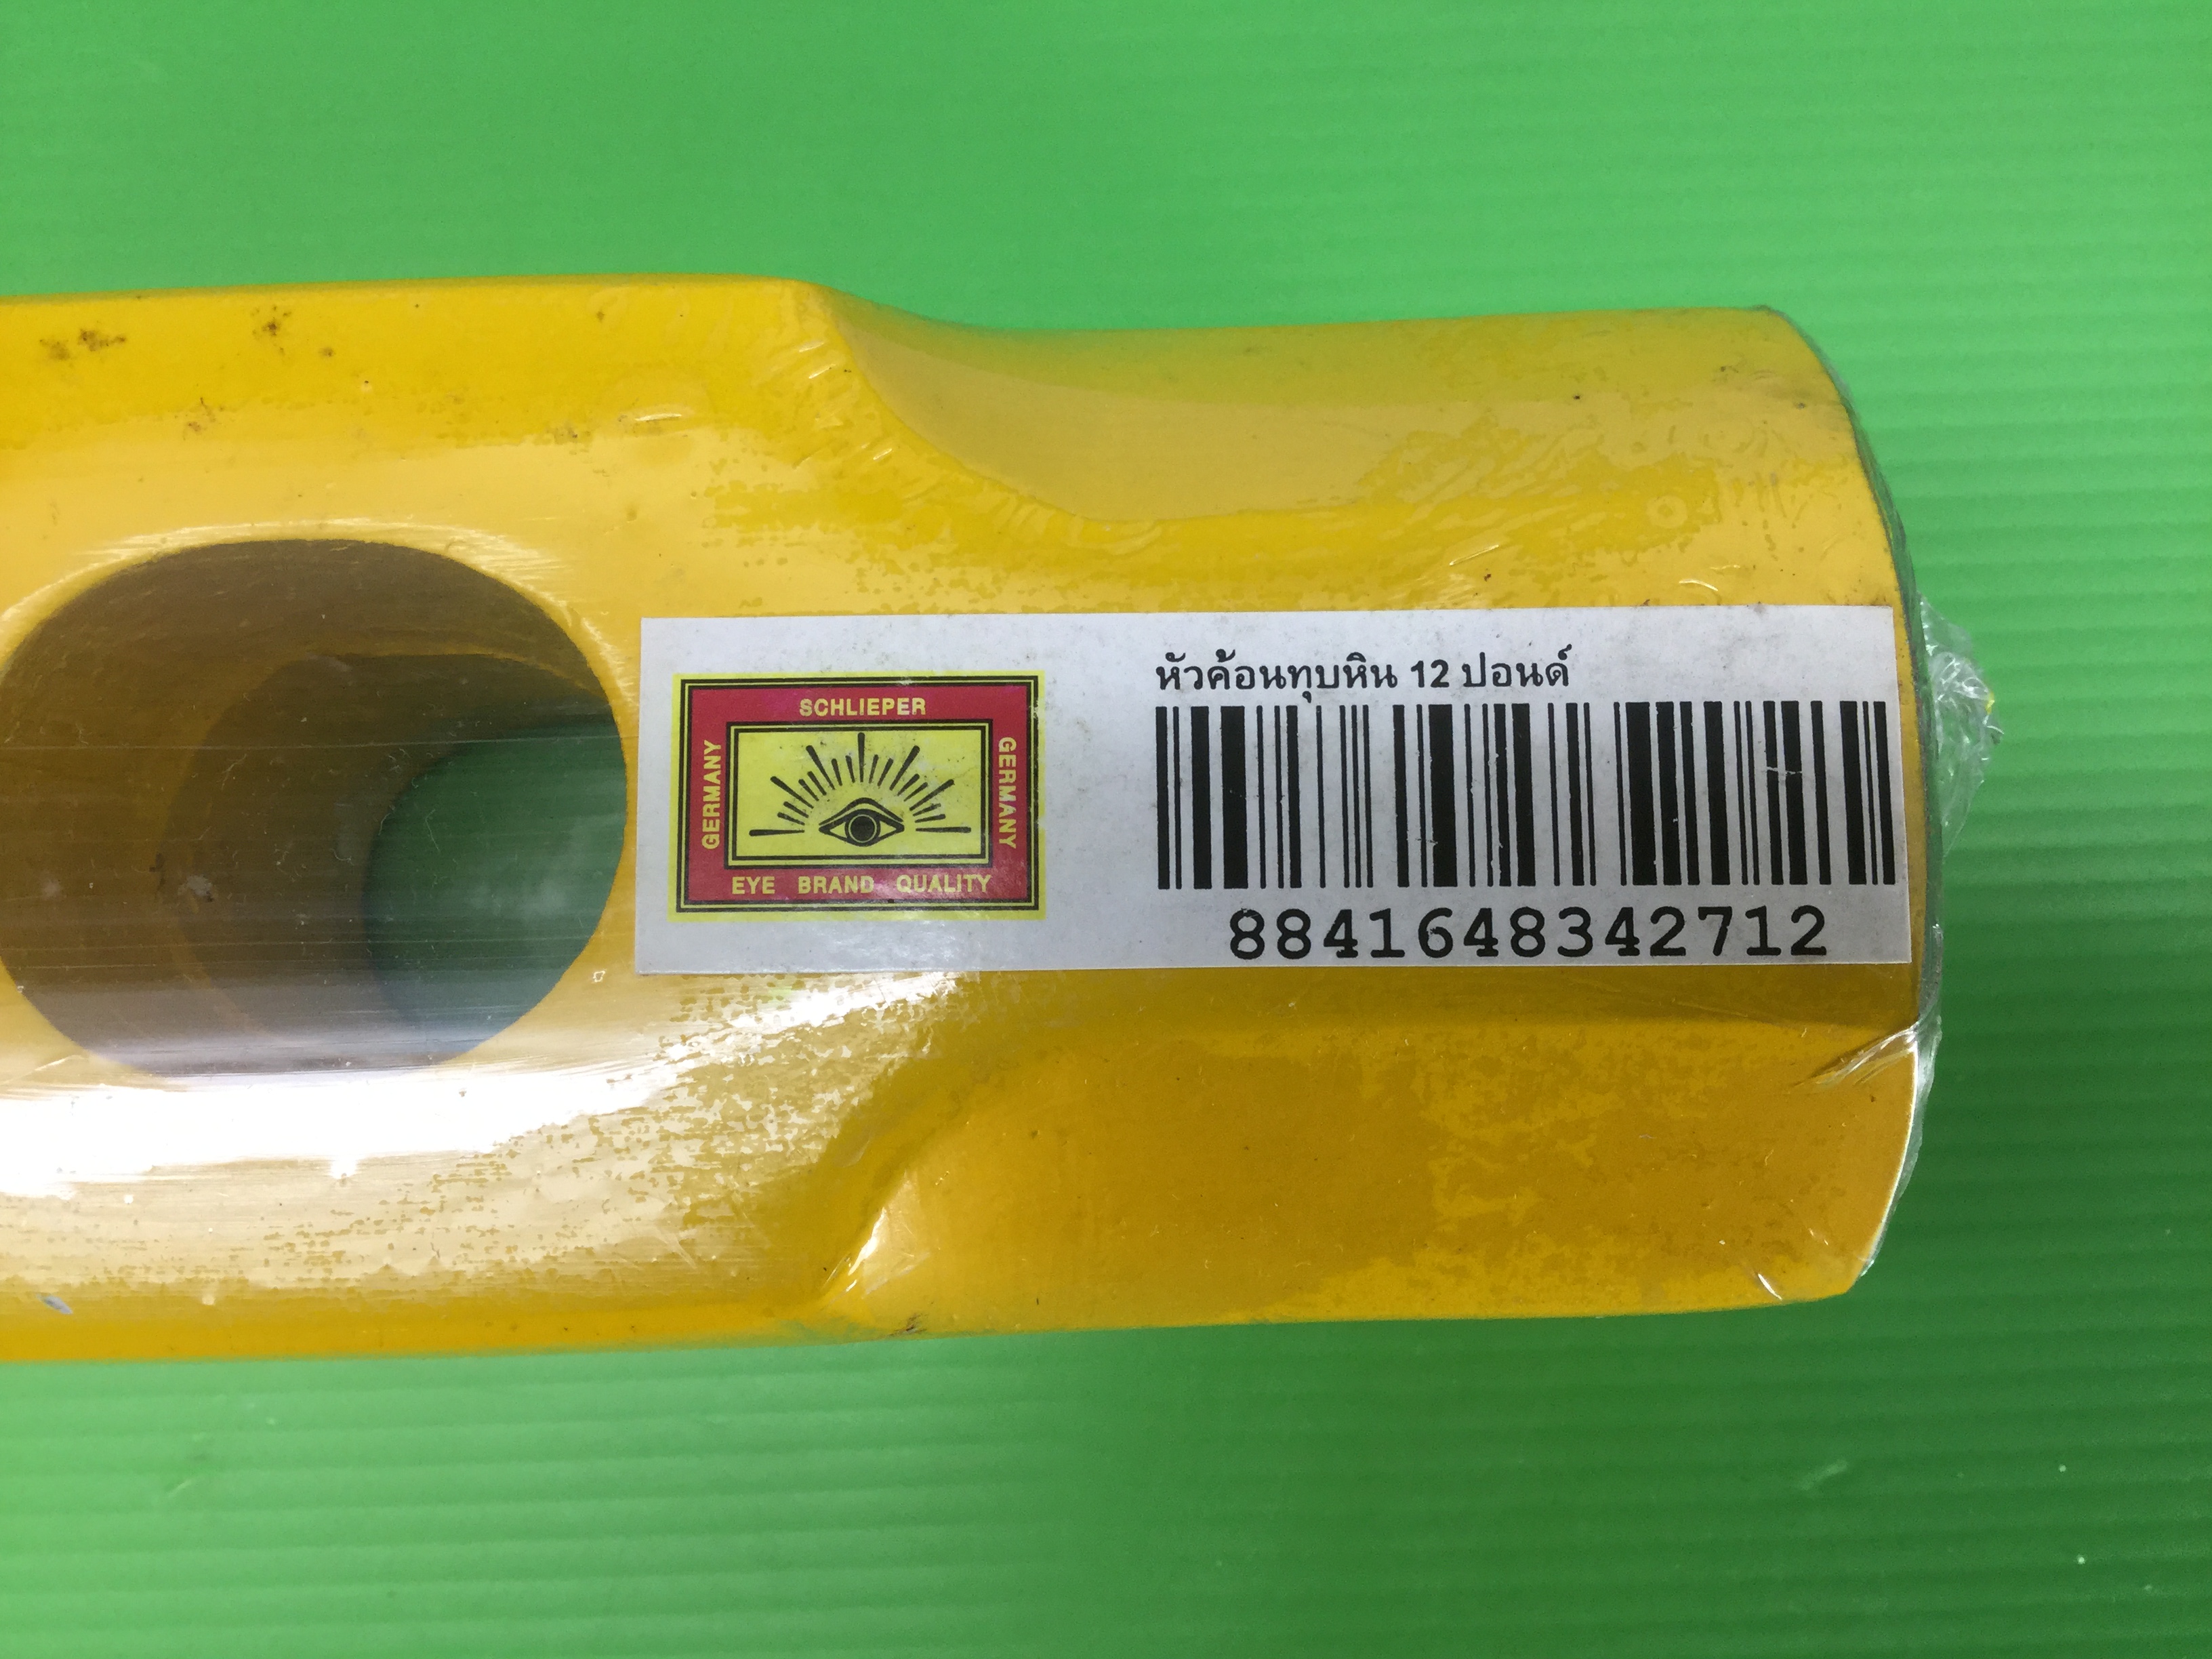 SCHLIEPER
GERMANY
GERMANY
EYE BRAND QUALITY
หัวค้อนทุบหิน 12 ปอนด์
8841648342712